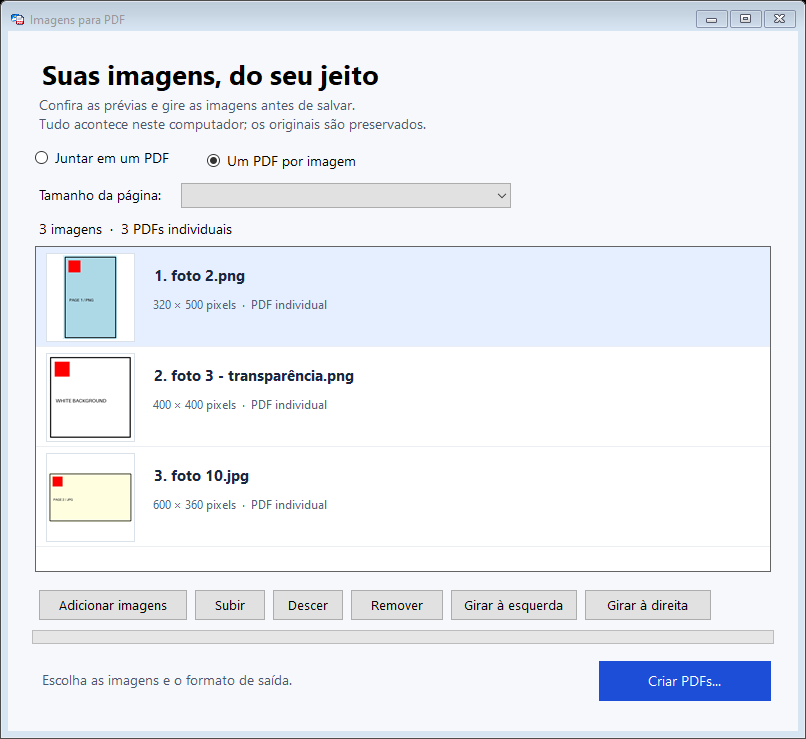 Imagens para PDF
Suas imagens, do seu jeito
Confira as prévias e gire as imagens antes de salvar.
Tudo acontece neste computador; os originais são preservados.
Juntar em um PDF
Um PDF por imagem
Tamanho da página:
3 imagens · 3 PDFs individuais
PAGE 1 / PNG
1. foto 2.png
320 × 500 pixels · PDF individual
WHITE BACKGROUND
2. foto 3 - transparência.png
400 × 400 pixels · PDF individual
3. foto 10.jpg
600 × 360 pixels · PDF individual
Adicionar imagens
Subir
Descer
Remover
Girar à esquerda
Girar à direita
Escolha as imagens e o formato de saída.
Criar PDFs...